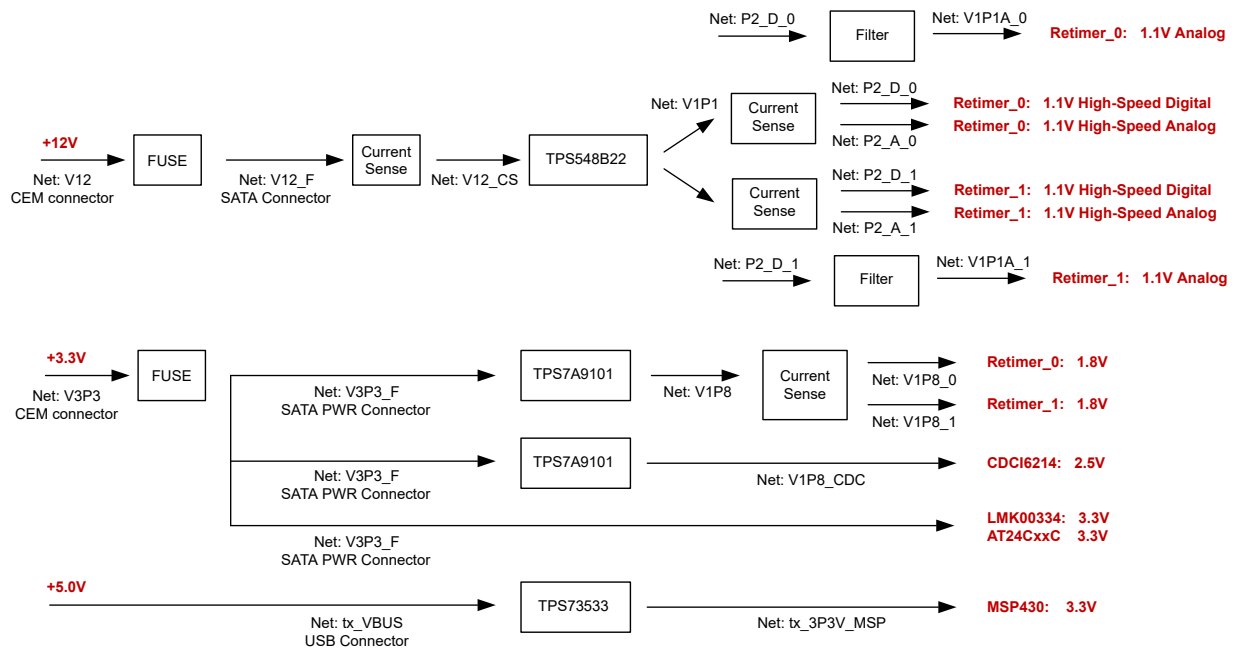 Net: P2_D_0
Filter
Net: V1P1A_0
Retimer_0: 1.1V Analog
+12V
Net: V12
CEM connector
FUSE
Net: V12_F
SATA Connector
Current
Sense
Net: V12_CS
TPS548B22
Net: V1P1
Current
Sense
Net: P2_D_0
Net: P2_A_0
Retimer_0: 1.1V High-Speed Digital
Retimer_0: 1.1V High-Speed Analog
Current
Sense
Net: P2_D_1
Net: P2_A_1
Retimer_1: 1.1V High-Speed Digital
Retimer_1: 1.1V High-Speed Analog
Net: P2_D_1
Filter
Net: V1P1A_1
Retimer_1: 1.1V Analog
+3.3V
Net: V3P3
CEM connector
FUSE
Net: V3P3_F
SATA PWR Connector
TPS7A9101
Net: V1P8
Current
Sense
Net: V1P8_0
Net: V1P8_1
Retimer_0: 1.8V
Retimer_1: 1.8V
Net: V3P3_F
SATA PWR Connector
TPS7A9101
Net: V1P8_CDC
CDCI6214: 2.5V
Net: V3P3_F
SATA PWR Connector
LMK00334: 3.3V
AT24CxxC 3.3V
+5.0V
Net: tx_VBUS
USB Connector
TPS73533
Net: tx_3P3V_MSP
MSP430: 3.3V